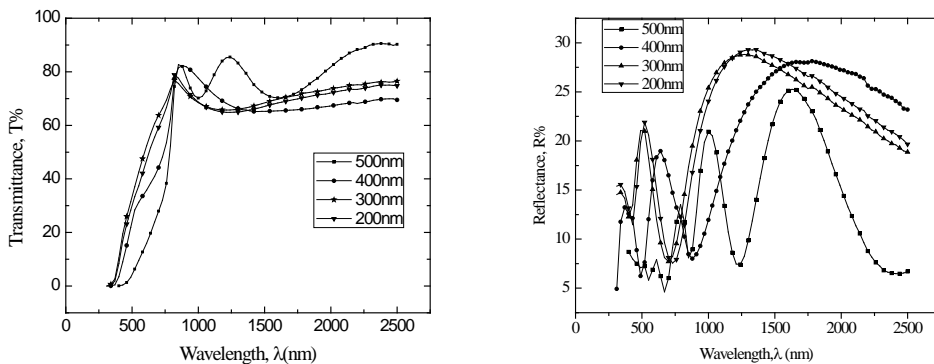 100
80
60
40
20
0
Transmittance, T%
500nm
400nm
300nm
200nm
0 500 1000 1500 2000 2500
Wavelength, λ(nm)
30
25
20
15
10
5
Reflectance, R%
500nm
400nm
300nm
200nm
0 500 1000 1500 2000 2500
Wavelength,λ (nm)